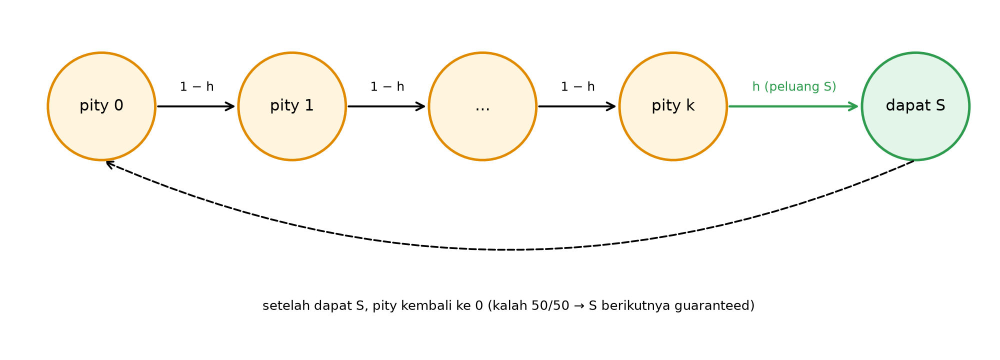 1 − h
1 − h
1 − h
h (peluang S)
pity 0
pity 1
...
pity k
dapat S
setelah dapat S, pity kembali ke 0 (kalah 50/50 → S berikutnya guaranteed)